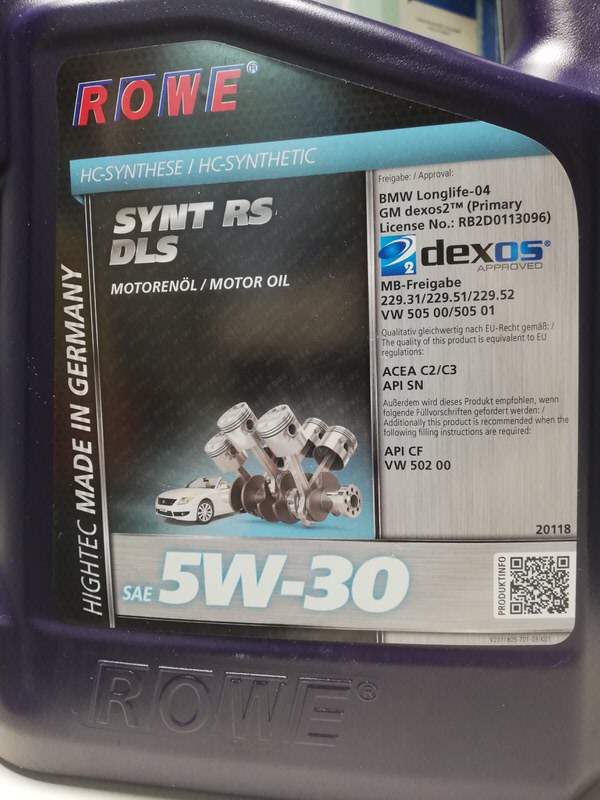 ROWE®
HC-SYNTHESE / HC-SYNTHETIC
SYNT RS
DLS
MOTORENÖL / MOTOR OIL
HIGHTEC MADE IN GERMANY
SAE 5W-30
Freigabe: / Approval:
BMW Longlife-04
GM dexos2™ (Primary
License No.: RB2D0113096)
2 dexos®
APPROVED
MB-Freigabe
229.31/229.51/229.52
VW 505 00/505 01
Qualitativ gleichwertig nach EU-Recht gemäß: /
The quality of this product is equivalent to EU
regulations:
ACEA C2/C3
API SN
Außerdem wird dieses Produkt empfohlen, wenn
folgende Füllvorschriften gefordert werden: /
Additionally this product is recommended when the
following filling instructions are required:
API CF
VW 502 00
20118
PRODUKTINFO
ROWE®